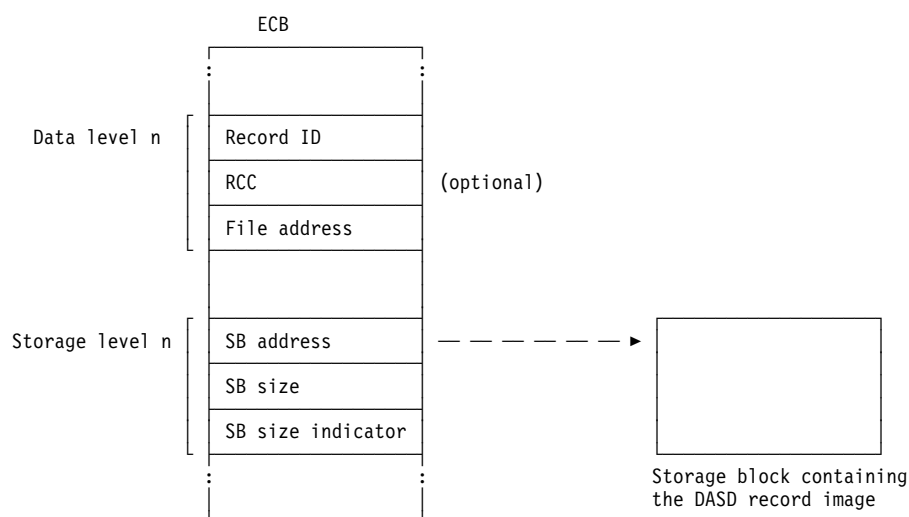 ECB
Data level n
Record ID
RCC
(optional)
File address
Storage level n
SB address
SB size
SB size indicator
Storage block containing
the DASD record image